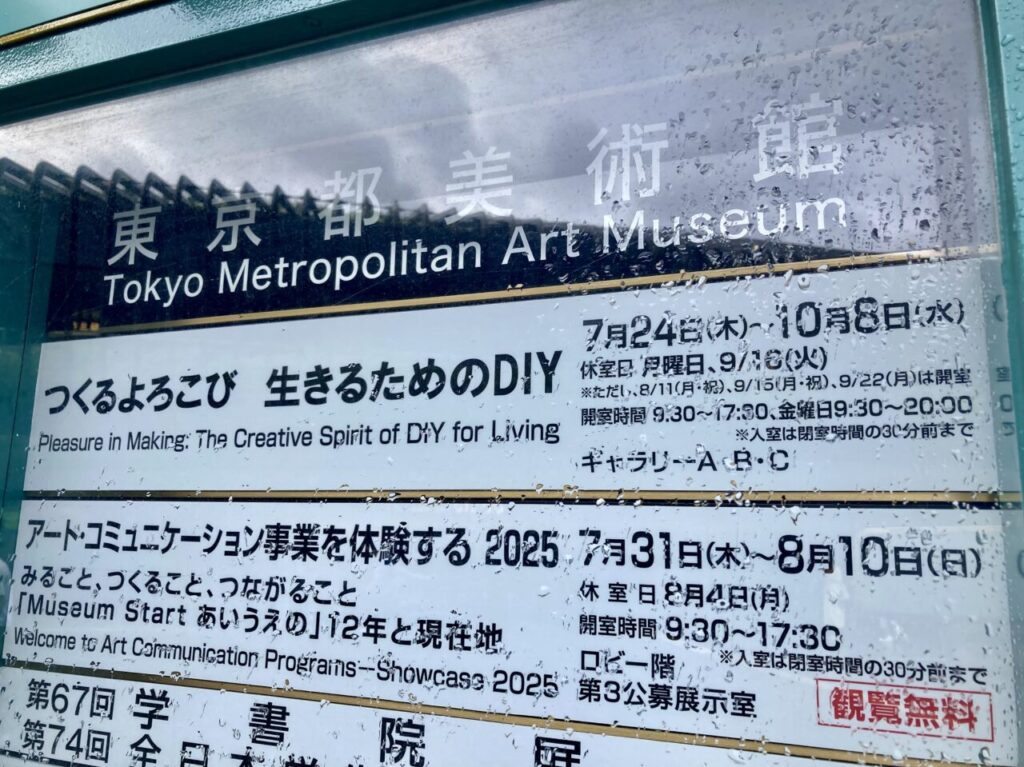 東京都美術館
Tokyo Metropolitan Art Museum
つくるよろこび 生きるためのDIY
Pleasure in Making: The Creative Spirit of DIY for Living
7月24日(木)〜10月8日(水)
休室日 月曜日、9/16(火)
※ただし、8/11(月・祝)、9/15(月・祝)、9/22(月)は開室
開室時間 9:30〜17:30、金曜日9:30〜20:00
※入室は閉室時間の30分前まで
ギャラリーA・B・C
アート・コミュニケーション事業を体験する 2025
みること、つくること、つながること
「Museum Start あいうえの」12年と現在地
Welcome to Art Communication Programs−Showcase 2025
7月31日(木)〜8月10日(日)
休室日 8月4日(月)
開室時間 9:30〜17:30
※入室は閉室時間の30分前まで
ロビー階
第3公募展示室
観覧無料
第67回 学書院展
第74回 全日本学